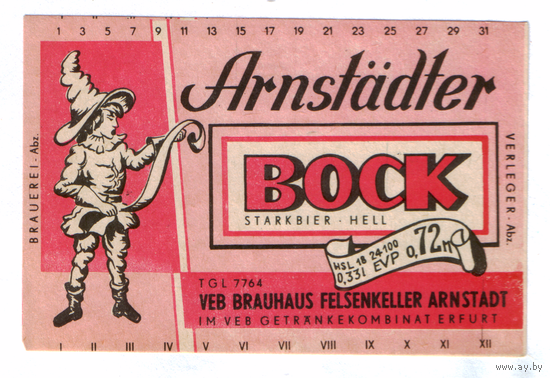 1 3 5 7 9 11 13 15 17 19 21 23 25 27 29 31
Arnstädter
BOCK
STARKBIER · HELL
HSL 18 24 100
0,33l EVP 0,72 M
BRAUEREI - Abz.
VERLEGER - Abz.
TGL 7764
VEB BRAUHAUS FELSENKELLER ARNSTADT
IM VEB GETRÄNKEKOMBINAT ERFURT
I II III IV V VI VII VIII IX X XI XII
www.ay.by